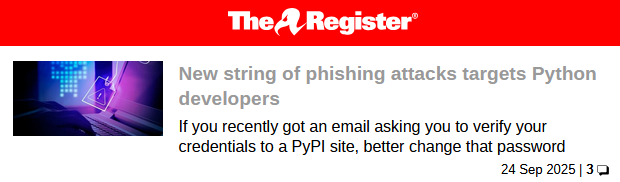 The Register®
New string of phishing attacks targets Python
developers
If you recently got an email asking you to verify your
credentials to a PyPI site, better change that password
24 Sep 2025 | 3